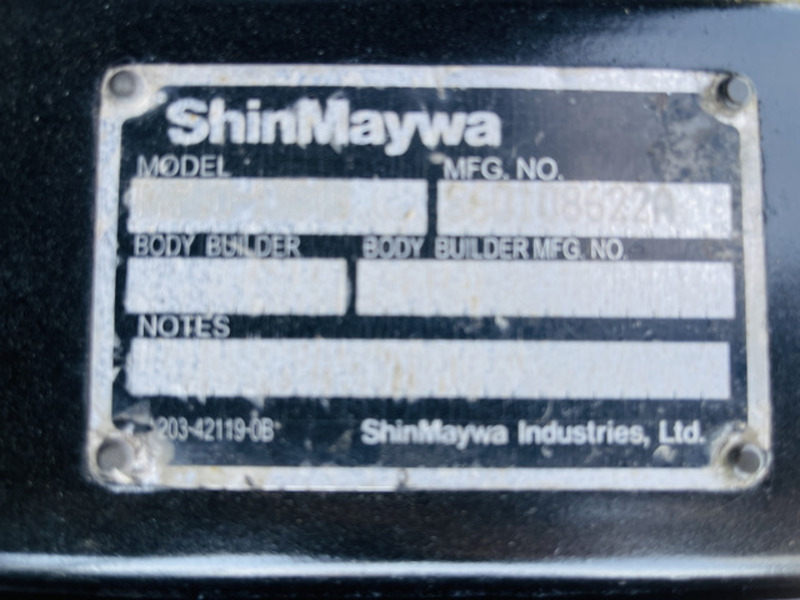 ShinMaywa
MODEL MFG. NO.
BODY BUILDER BODY BUILDER MFG. NO.
NOTES
203-42119-0B ShinMaywa Industries, Ltd.